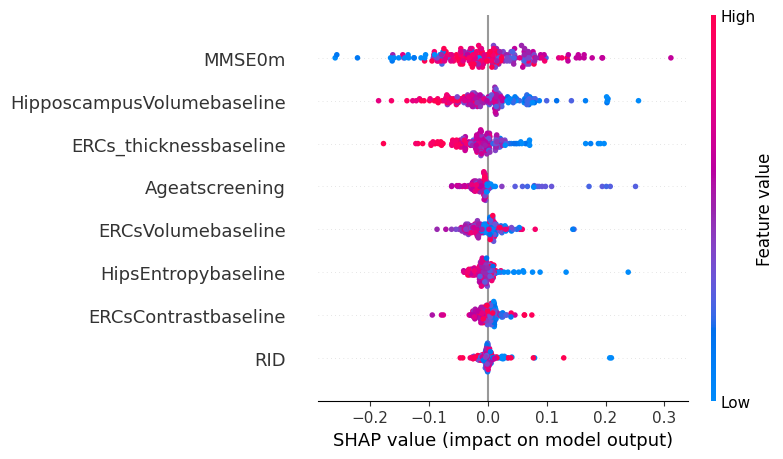 High
MMSE0m
HipposcampusVolumebaseline
ERCs_thicknessbaseline
Ageatscreening
ERCsVolumebaseline
HipsEntropybaseline
ERCsContrastbaseline
RID
Feature value
Low
−0.2 −0.1 0.0 0.1 0.2 0.3
SHAP value (impact on model output)